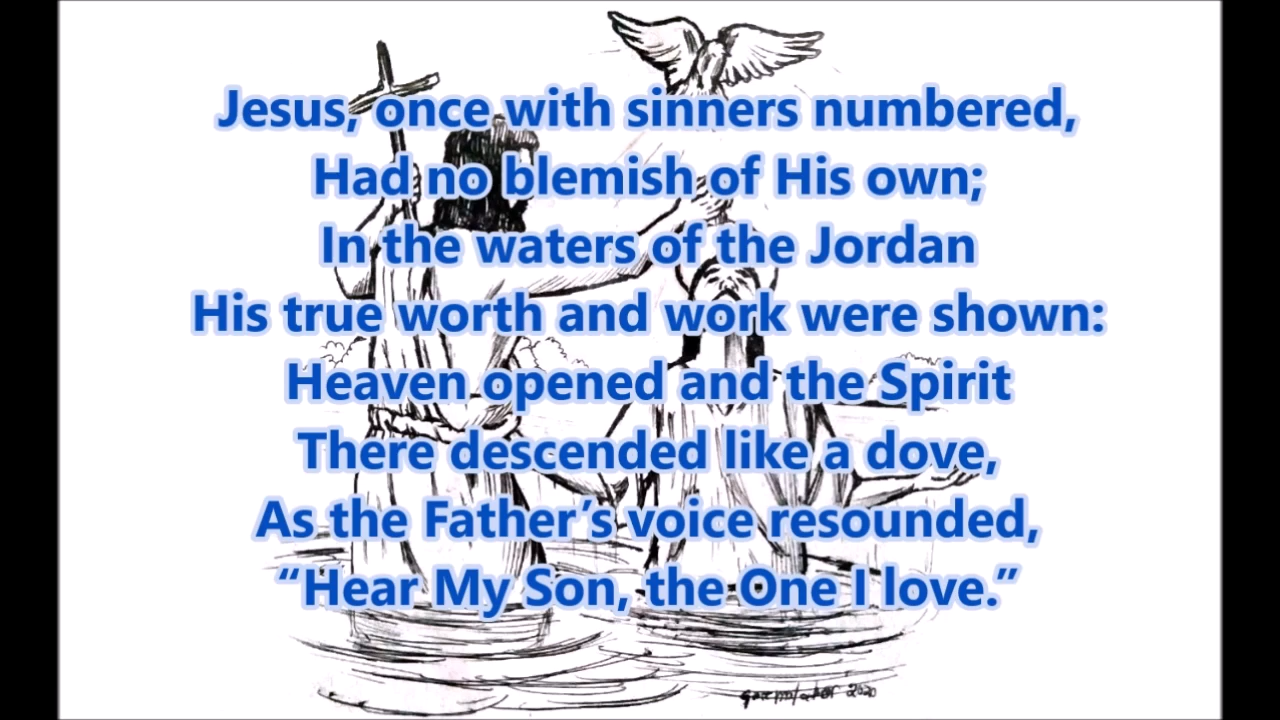 Jesus, once with sinners numbered,
Had no blemish of His own;
In the waters of the Jordan
His true worth and work were shown:
Heaven opened and the Spirit
There descended like a dove,
As the Father’s voice resounded,
“Hear My Son, the One I love.”
2020